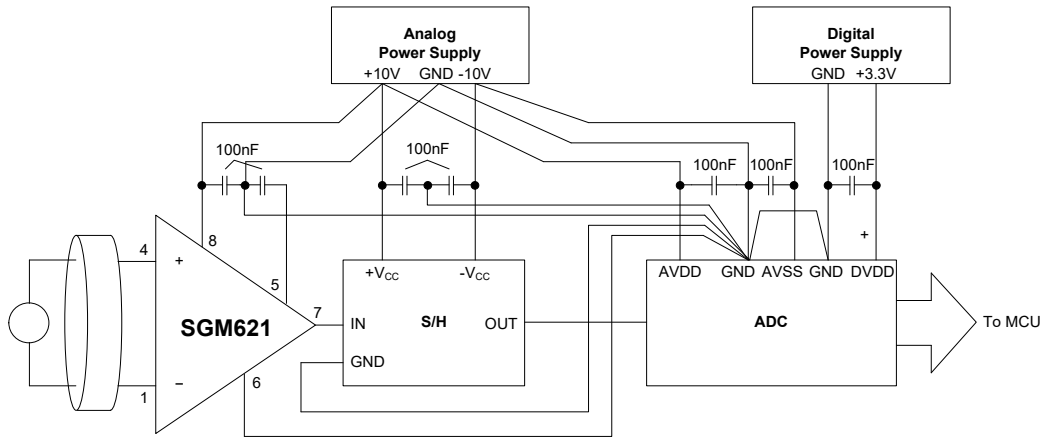 Analog
Power Supply
+10V GND -10V
Digital
Power Supply
GND +3.3V
100nF
100nF
100nF
100nF
100nF
4
8
+
5
7
SGM621
−
1
6
+VCC
-VCC
IN
S/H
OUT
GND
AVDD GND AVSS GND DVDD
+
ADC
To MCU